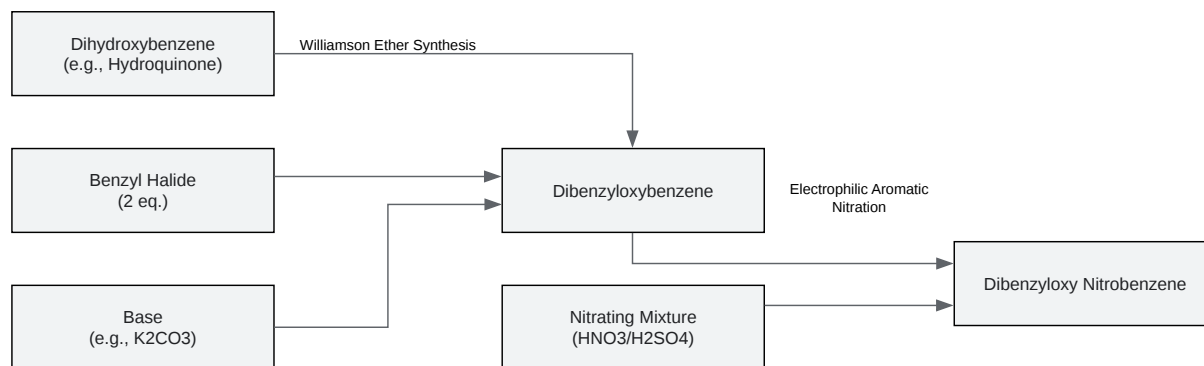 Dihydroxybenzene
(e.g., Hydroquinone)
Williamson Ether Synthesis
Benzyl Halide
(2 eq.)
Dibenzyloxybenzene
Electrophilic Aromatic
Nitration
Dibenzyloxy Nitrobenzene
Base
(e.g., K2CO3)
Nitrating Mixture
(HNO3/H2SO4)